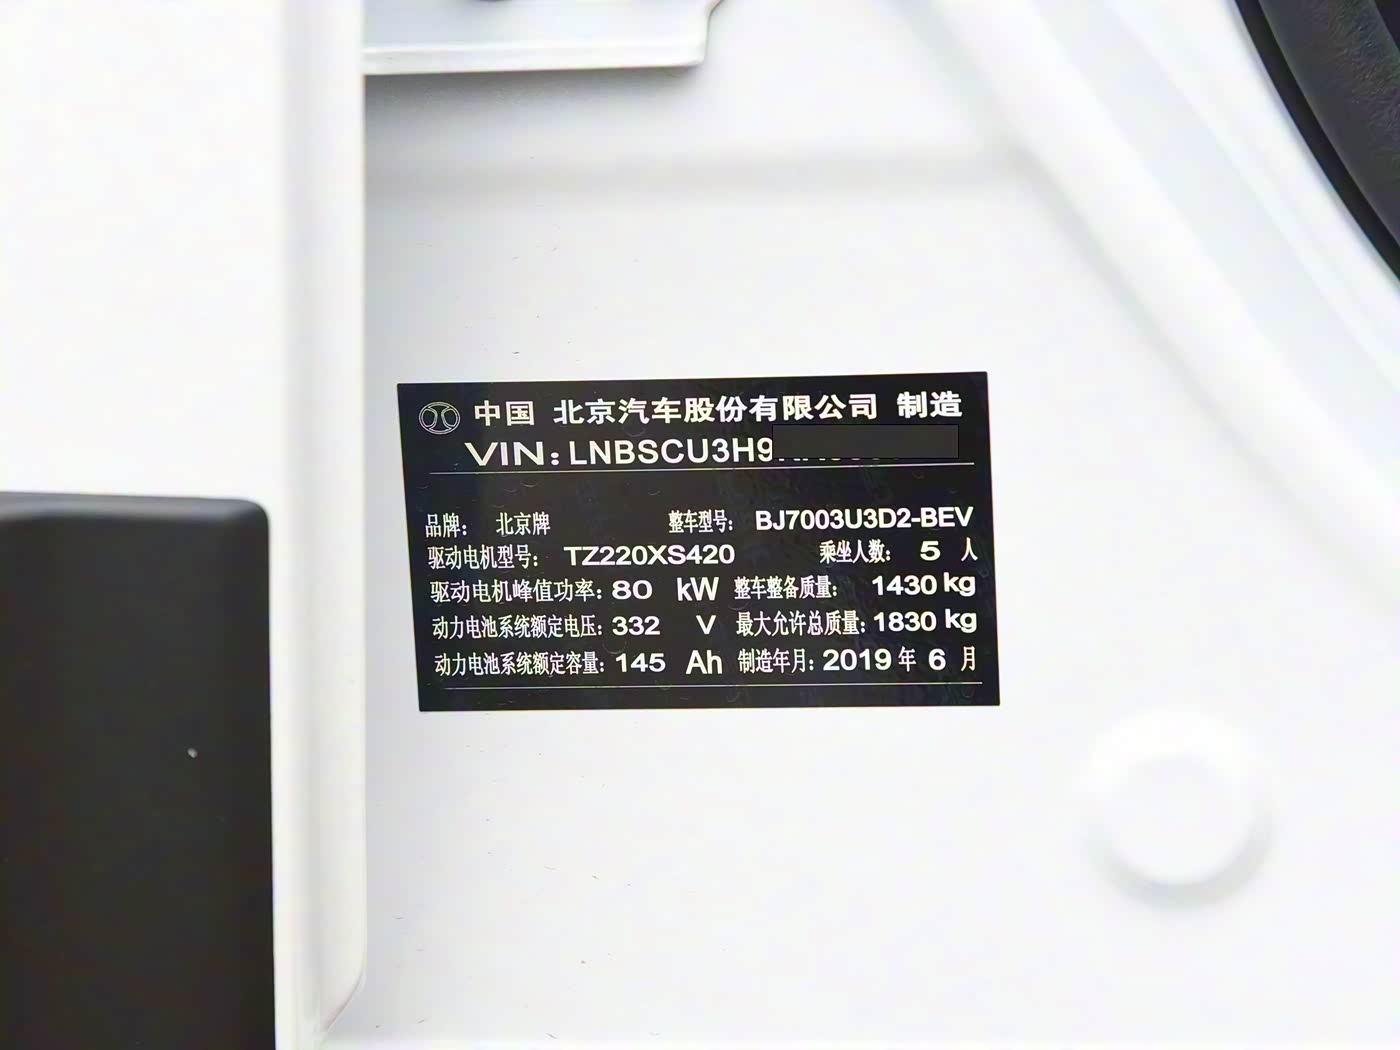 中国 北京汽车股份有限公司 制造
VIN:LNBSCU3H9
品牌: 北京牌 整车型号: BJ7003U3D2-BEV
驱动电机型号: TZ220XS420 乘坐人数: 5 人
驱动电机峰值功率: 80 kW 整车整备质量: 1430 kg
动力电池系统额定电压: 332 V 最大允许总质量: 1830 kg
动力电池系统额定容量: 145 Ah 制造年月: 2019 年 6 月